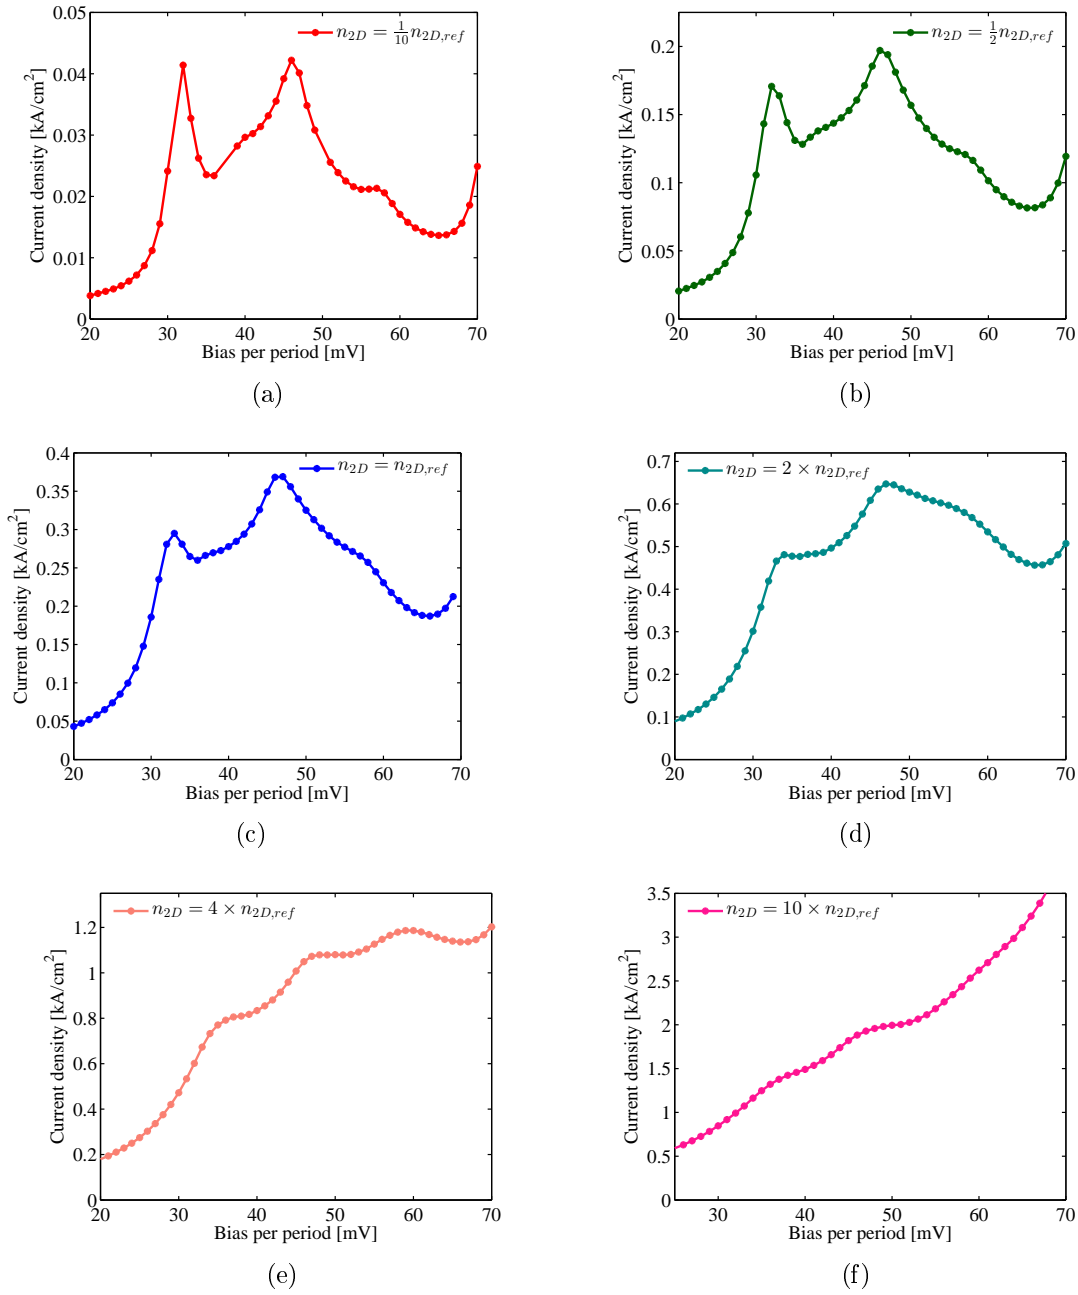 0.05
0.04
0.03
0.02
0.01
0
Current density [kA/cm²]
n₂D = 1/10 n₂D,ref
20 30 40 50 60 70
Bias per period [mV]
(a)
0.2
0.15
0.1
0.05
0
Current density [kA/cm²]
n₂D = 1/2 n₂D,ref
20 30 40 50 60 70
Bias per period [mV]
(b)
0.4
0.35
0.3
0.25
0.2
0.15
0.1
0.05
0
Current density [kA/cm²]
n₂D = n₂D,ref
20 30 40 50 60 70
Bias per period [mV]
(c)
0.7
0.6
0.5
0.4
0.3
0.2
0.1
0
Current density [kA/cm²]
n₂D = 2 × n₂D,ref
20 30 40 50 60 70
Bias per period [mV]
(d)
1.2
1
0.8
0.6
0.4
0.2
0
Current density [kA/cm²]
n₂D = 4 × n₂D,ref
20 30 40 50 60 70
Bias per period [mV]
(e)
3.5
3
2.5
2
1.5
1
0.5
0
Current density [kA/cm²]
n₂D = 10 × n₂D,ref
30 40 50 60 70
Bias per period [mV]
(f)